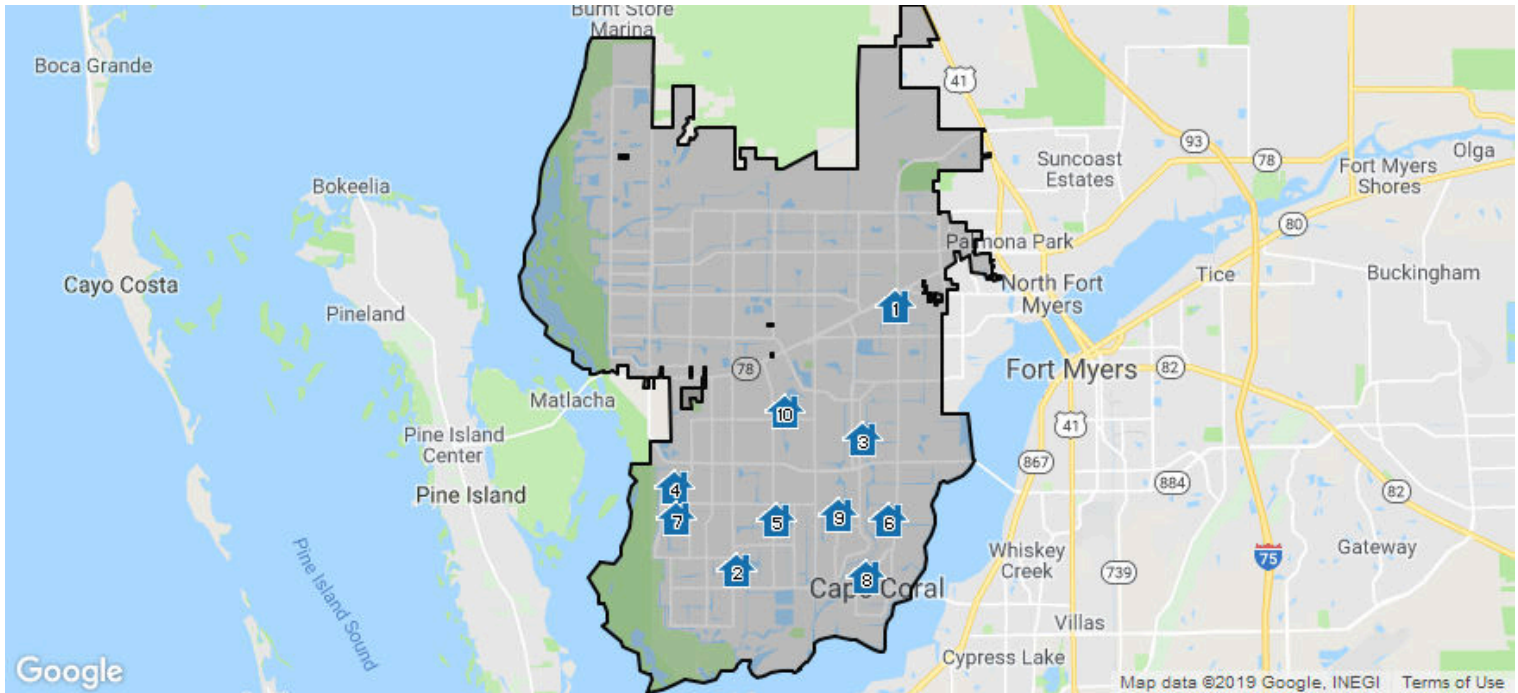 Burnt Store
Marina
Boca Grande
41
93
78
Olga
Suncoast
Estates
Fort Myers
Shores
Bokeelia
80
Palmona Park
Tice
Buckingham
Cayo Costa
North Fort
Myers
Pineland
1
78
Fort Myers
82
Matlacha
10
41
Pine Island
Center
3
867
884
82
Pine Island
4
7
5
9
6
Pine Island Sound
Whiskey
Creek
739
75
Gateway
2
8
Cape Coral
Villas
Cypress Lake
Google
Map data ©2019 Google, INEGI
Terms of Use